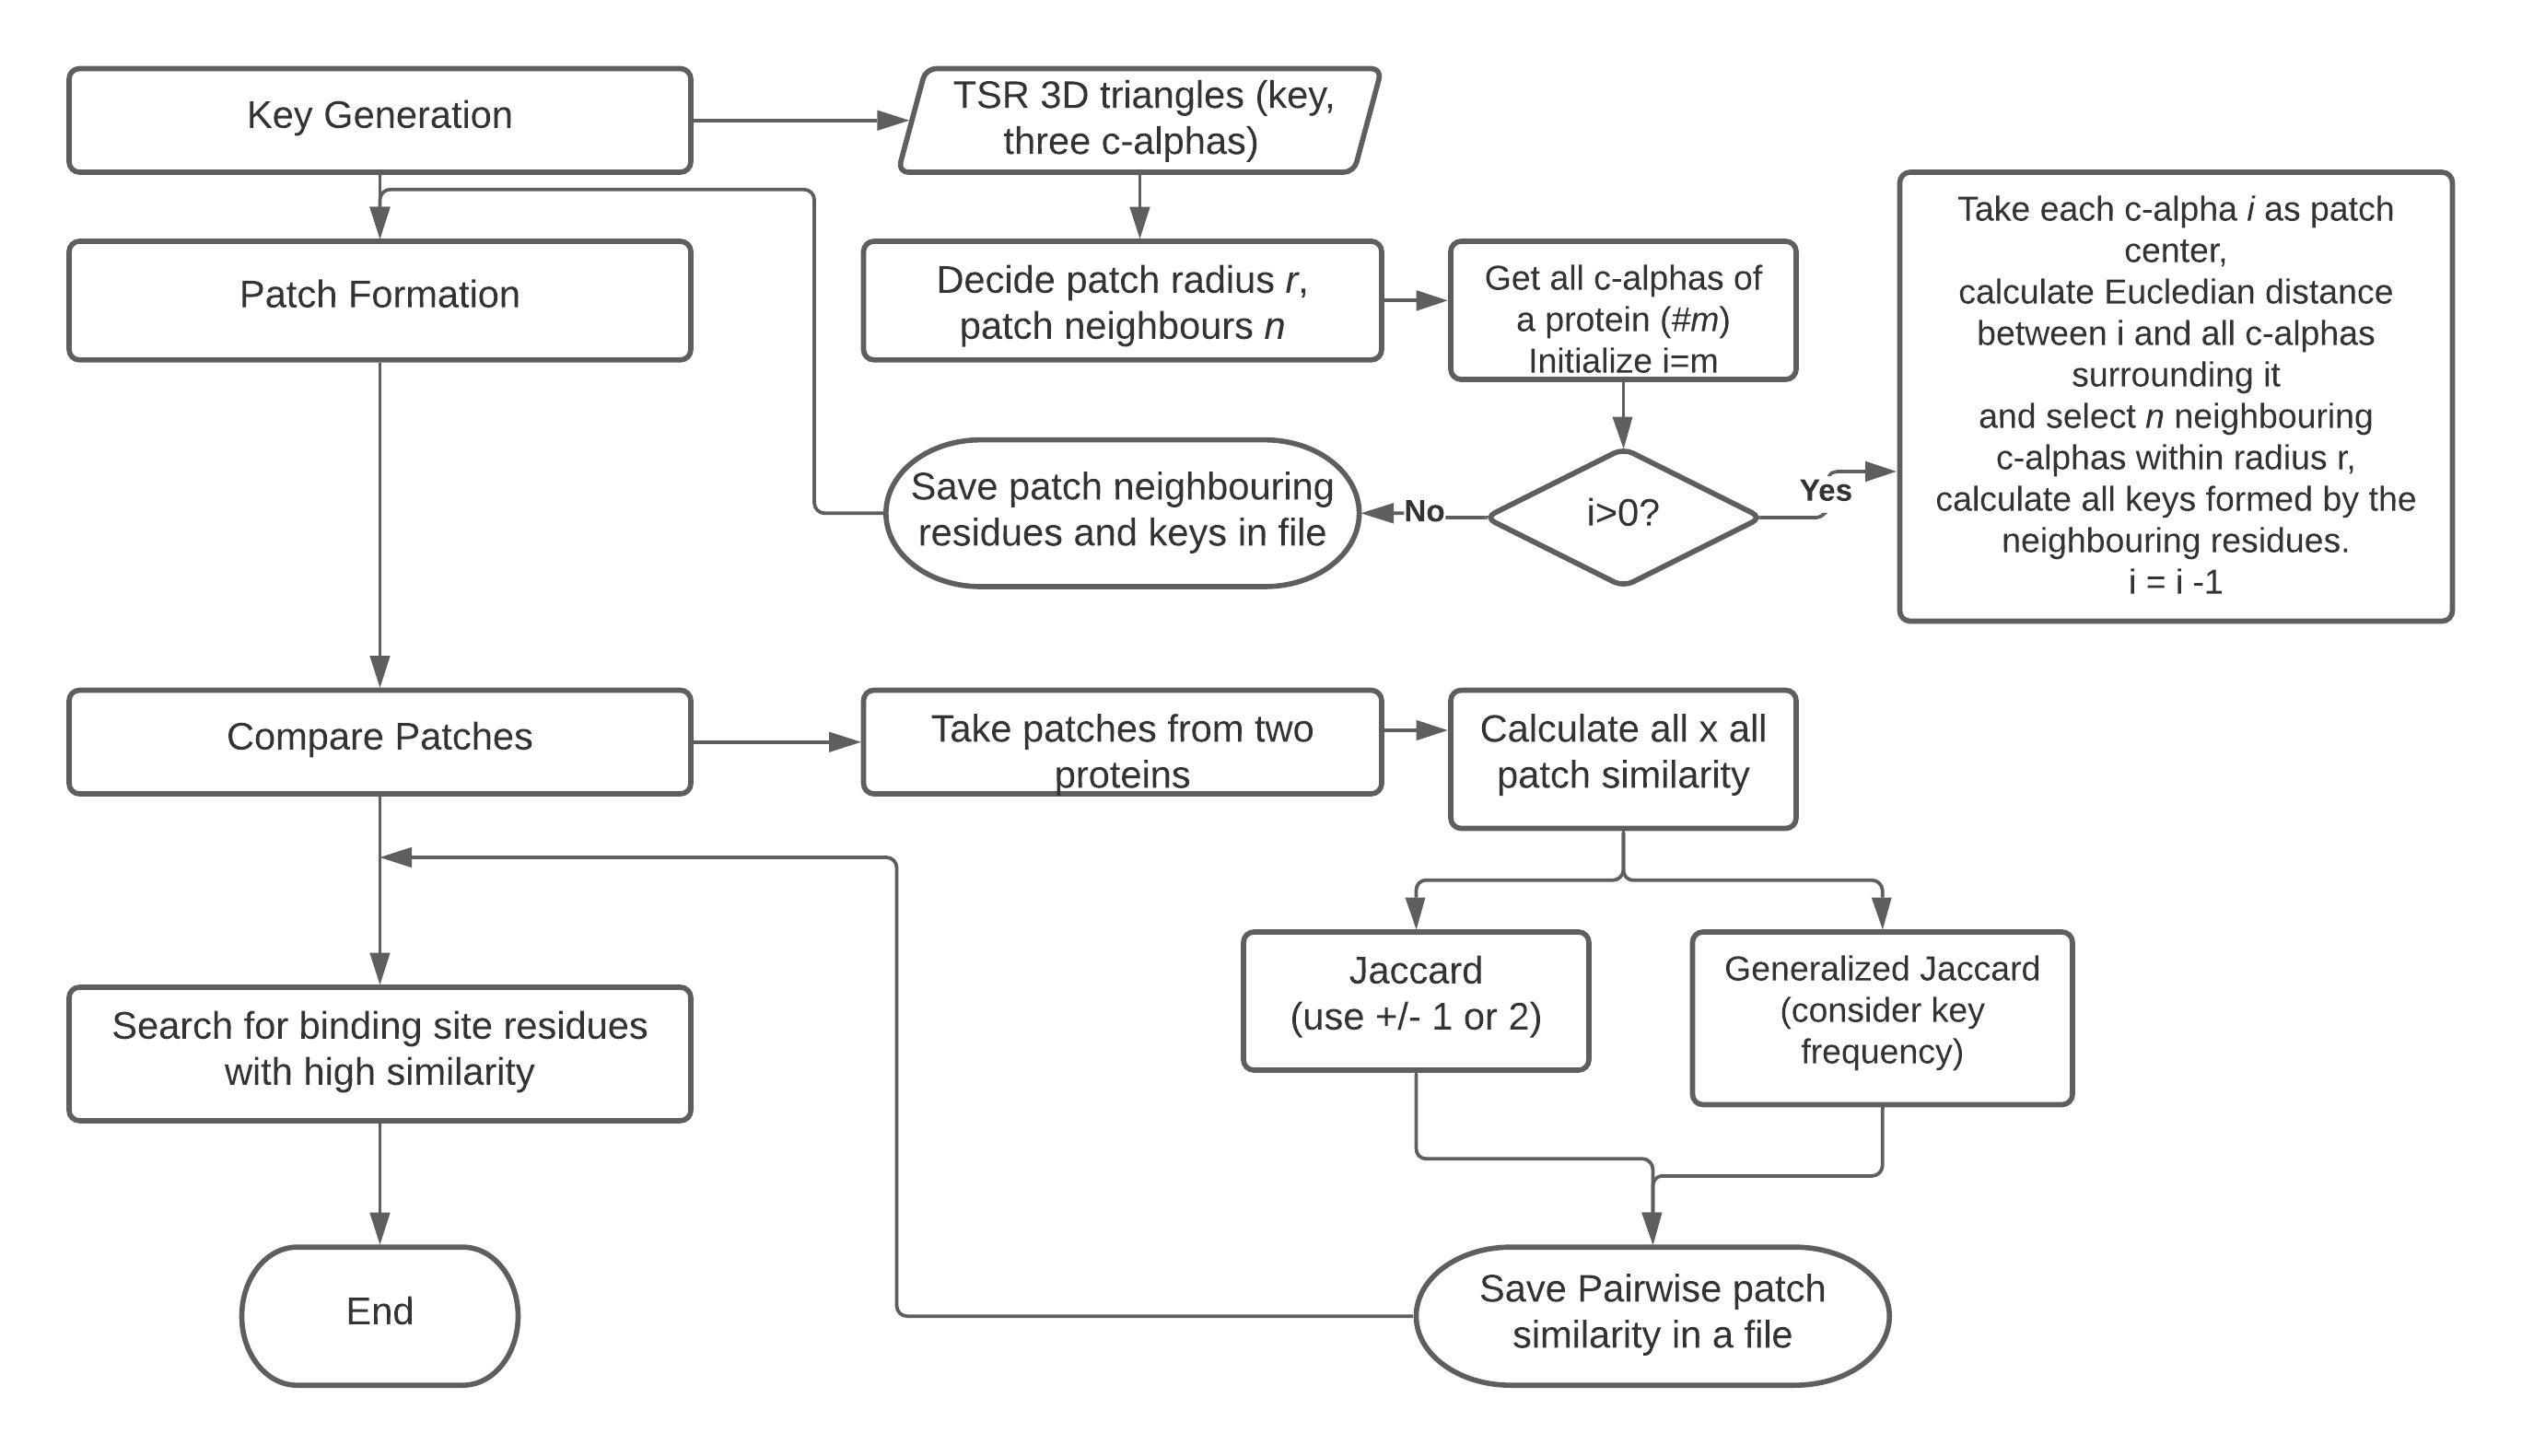 Key Generation
TSR 3D triangles (key,
three c-alphas)
Patch Formation
Decide patch radius r,
patch neighbours n
Get all c-alphas of
a protein (#m)
Initialize i=m
Take each c-alpha i as patch
center,
calculate Eucledian distance
between i and all c-alphas
surrounding it
and select n neighbouring
c-alphas within radius r,
calculate all keys formed by the
neighbouring residues.
i = i -1
i>0?
Yes
No
Save patch neighbouring
residues and keys in file
Compare Patches
Take patches from two
proteins
Calculate all x all
patch similarity
Jaccard
(use +/- 1 or 2)
Generalized Jaccard
(consider key
frequency)
Search for binding site residues
with high similarity
Save Pairwise patch
similarity in a file
End